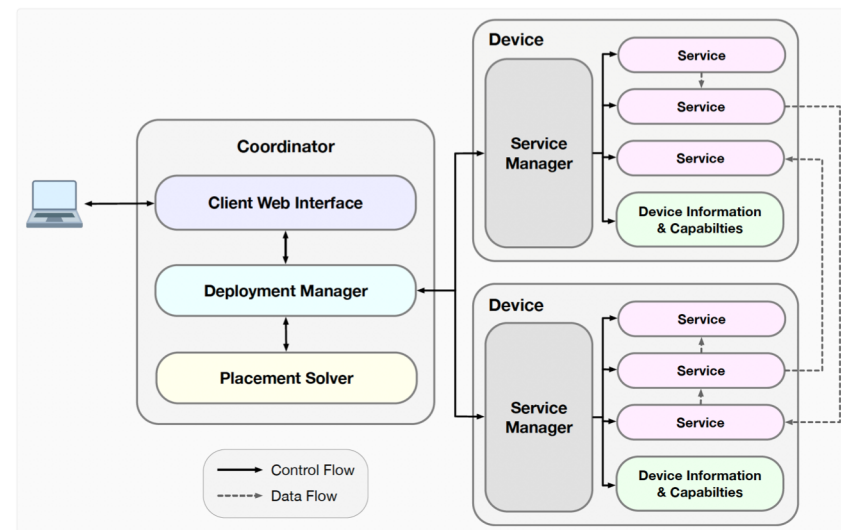 Coordinator
Client Web Interface
Deployment Manager
Placement Solver
Control Flow
Data Flow
Device
Service
Manager
Service
Service
Service
Device Information
& Capabilties
Device
Service
Manager
Service
Service
Service
Device Information
& Capabilties